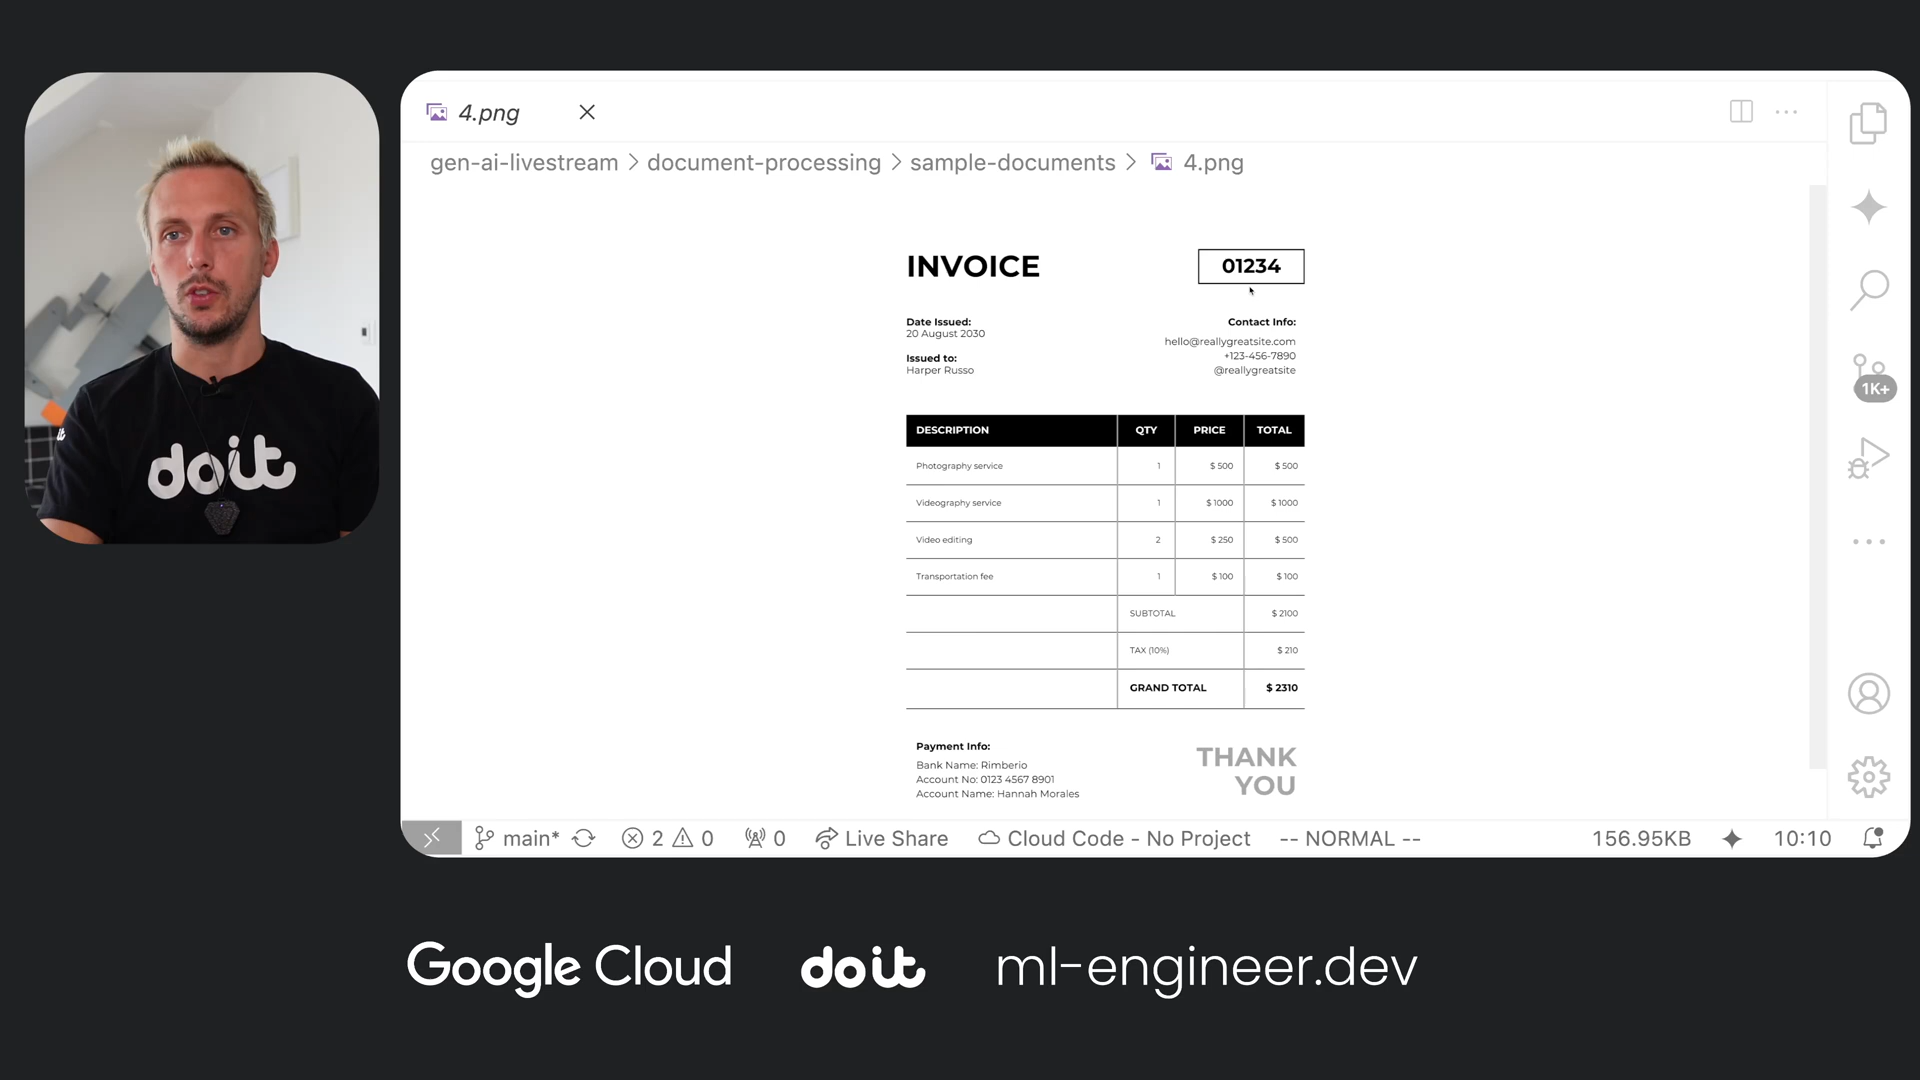 4.png
gen-ai-livestream > document-processing > sample-documents > 4.png
INVOICE
01234
Date Issued:
20 August 2030
Issued to:
Harper Russo
Contact Info:
hello@reallygreatsite.com
+123-456-7890
@reallygreatsite
DESCRIPTION QTY PRICE TOTAL
Photography service 1 $ 500 $ 500
Videography service 1 $ 1000 $ 1000
Video editing 2 $ 250 $ 500
Transportation fee 1 $ 100 $ 100
SUBTOTAL $ 2100
TAX (10%) $ 210
GRAND TOTAL $ 2310
Payment Info:
Bank Name: Rimberio
Account No: 0123 4567 8901
Account Name: Hannah Morales
THANK
YOU
1K+
main* 2 0 0 Live Share Cloud Code - No Project -- NORMAL -- 156.95KB 10:10
doit
it
Google Cloud doit ml-engineer.dev